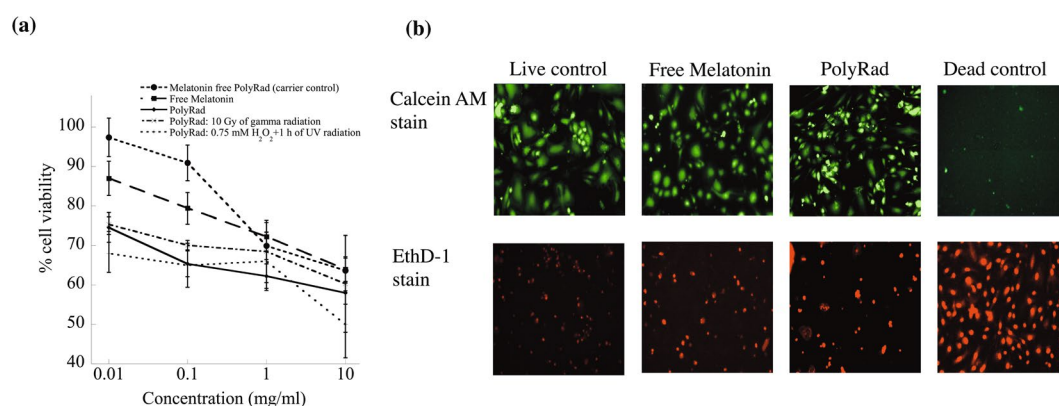 (a)
Melatonin free PolyRad (carrier control)
Free Melatonin
PolyRad
PolyRad: 10 Gy of gamma radiation
PolyRad: 0.75 mM H2O2+1 h of UV radiation
% cell viability
100
90
80
70
60
50
40
0.01
0.1
1
10
Concentration (mg/ml)
(b)
Live control
Free Melatonin
PolyRad
Dead control
Calcein AM
stain
EthD-1
stain